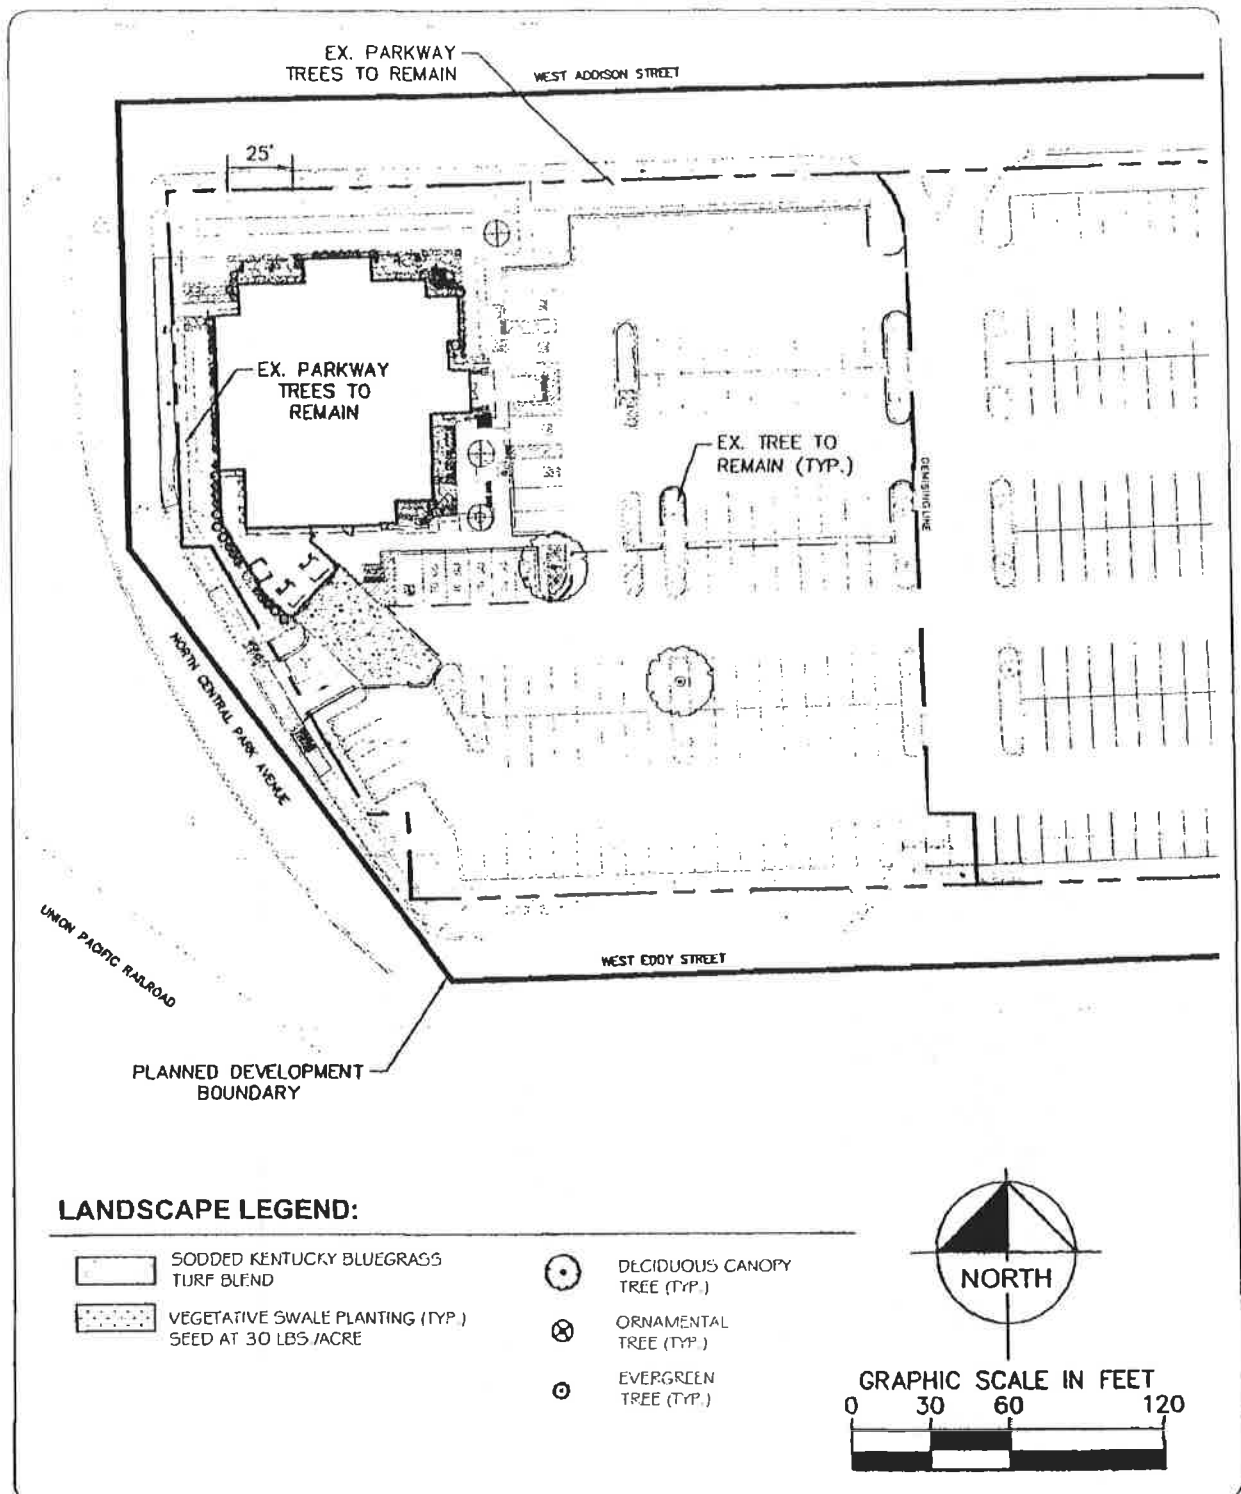 EX. PARKWAY
TREES TO REMAIN
WEST ADDISON STREET
25'
EX. PARKWAY
TREES TO
REMAIN
EX. TREE TO
REMAIN (TYP.)
DEMISING LINE
NORTH CENTRAL PARK AVENUE
UNION PACIFIC RAILROAD
WEST EDDY STREET
PLANNED DEVELOPMENT
BOUNDARY
LANDSCAPE LEGEND:
SODDED KENTUCKY BLUEGRASS
TURF BLEND
VEGETATIVE SWALE PLANTING (TYP.)
SEED AT 30 LBS./ACRE
DECIDUOUS CANOPY
TREE (TYP.)
ORNAMENTAL
TREE (TYP.)
EVERGREEN
TREE (TYP.)
NORTH
GRAPHIC SCALE IN FEET
0 30 60 120